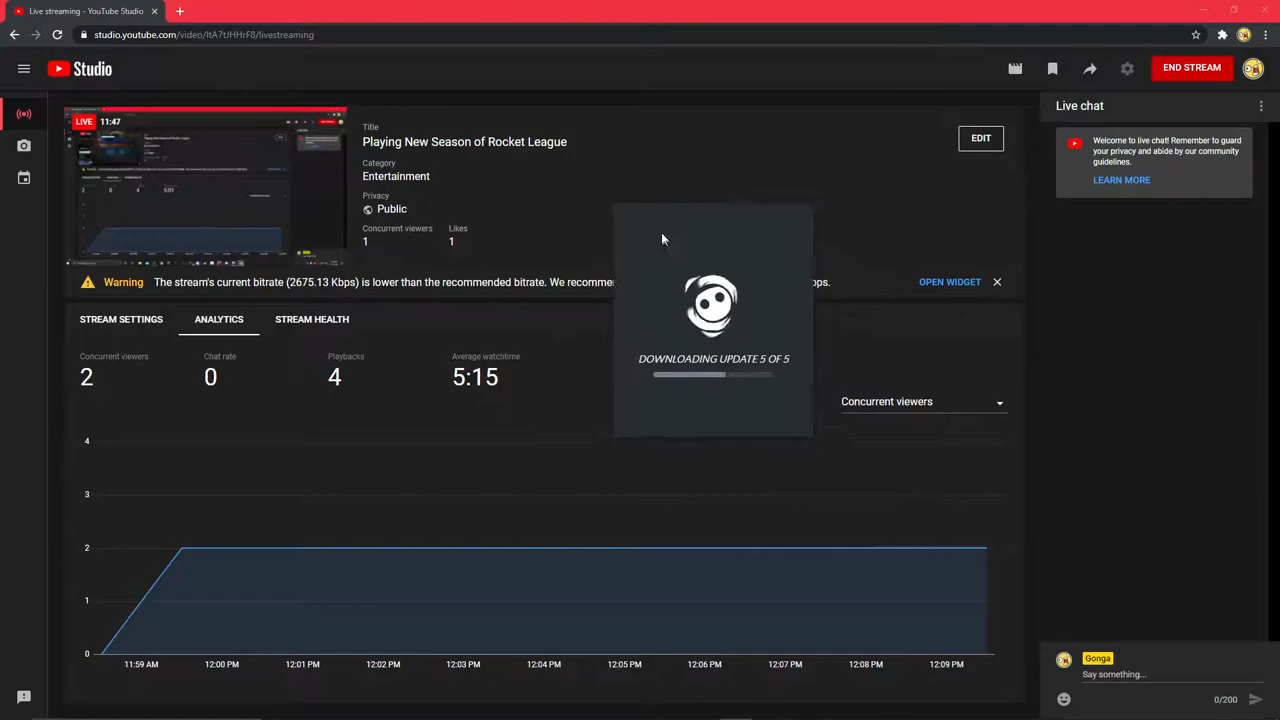 Live streaming - YouTube Studio
studio.youtube.com/video/ltA7tJHHrF8/livestreaming
Studio
END STREAM
LIVE 11:47
Title
Playing New Season of Rocket League
Category
Entertainment
Privacy
Public
Concurrent viewers Likes
1 1
EDIT
Warning The stream's current bitrate (2675.13 Kbps) is lower than the recommended bitrate. We recomme ps. OPEN WIDGET
STREAM SETTINGS ANALYTICS STREAM HEALTH
Concurrent viewers Chat rate Playbacks Average watchtime
2 0 4 5:15
DOWNLOADING UPDATE 5 OF 5
Concurrent viewers
4
3
2
1
0
11:59 AM 12:00 PM 12:01 PM 12:02 PM 12:03 PM 12:04 PM 12:05 PM 12:06 PM 12:07 PM 12:08 PM 12:09 PM
Live chat
Welcome to live chat! Remember to guard
your privacy and abide by our community
guidelines.
LEARN MORE
Gonga
Say something...
0/200